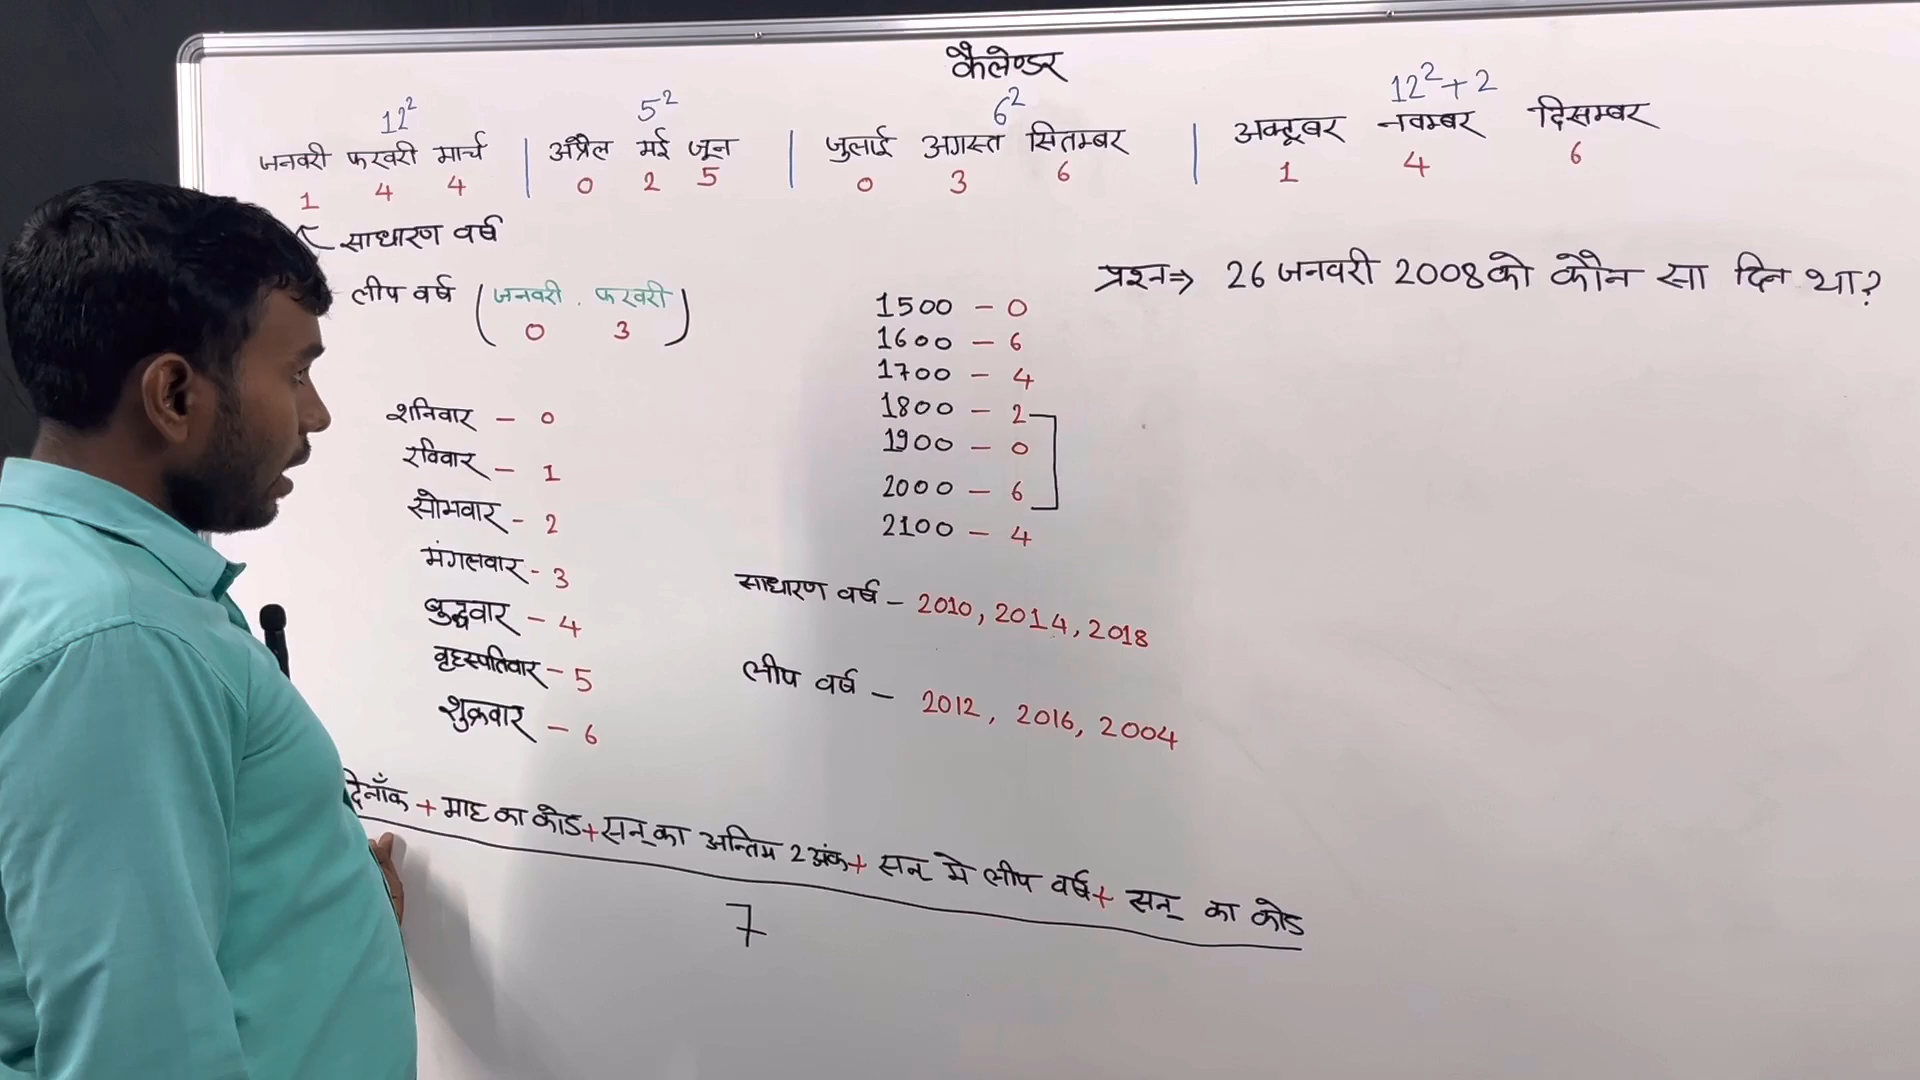 कैलेण्डर
12² 5² 6² 12²+2
जनवरी फरवरी मार्च | अप्रैल मई जून | जुलाई अगस्त सितम्बर | अक्टूबर नवम्बर दिसम्बर
1 4 4 0 2 5 0 3 6 1 4 6
साधारण वर्ष
लीप वर्ष (जनवरी . फरवरी)
0 3
प्रश्न⇒ 26 जनवरी 2008 को कौन सा दिन था?
शनिवार - 0
रविवार - 1
सोमवार - 2
मंगलवार - 3
बुद्धवार - 4
वृहस्पतिवार - 5
शुक्रवार - 6
1500 - 0
1600 - 6
1700 - 4
1800 - 2
1900 - 0
2000 - 6
2100 - 4
साधारण वर्ष - 2010, 2014, 2018
लीप वर्ष - 2012, 2016, 2004
दिनाँक + माह का कोड + सन् का अन्तिम 2 अंक + सन् मे लीप वर्ष + सन् का कोड
7